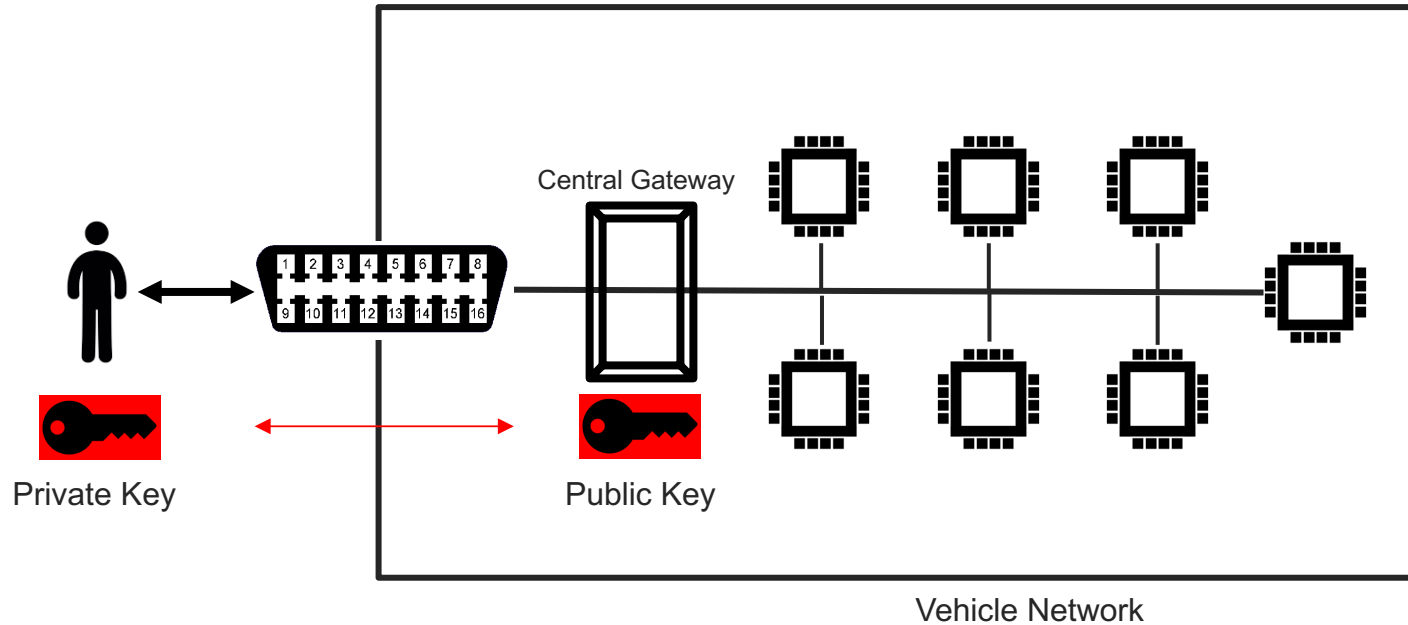 Central Gateway
1 2 3 4 5 6 7 8
9 10 11 12 13 14 15 16
Private Key
Public Key
Vehicle Network